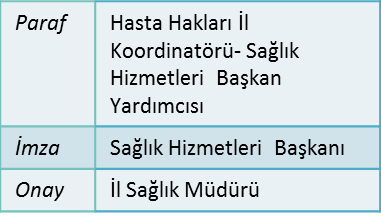 Paraf Hasta Hakları İl
Koordinatörü- Sağlık
Hizmetleri Başkan
Yardımcısı
İmza Sağlık Hizmetleri Başkanı
Onay İl Sağlık Müdürü